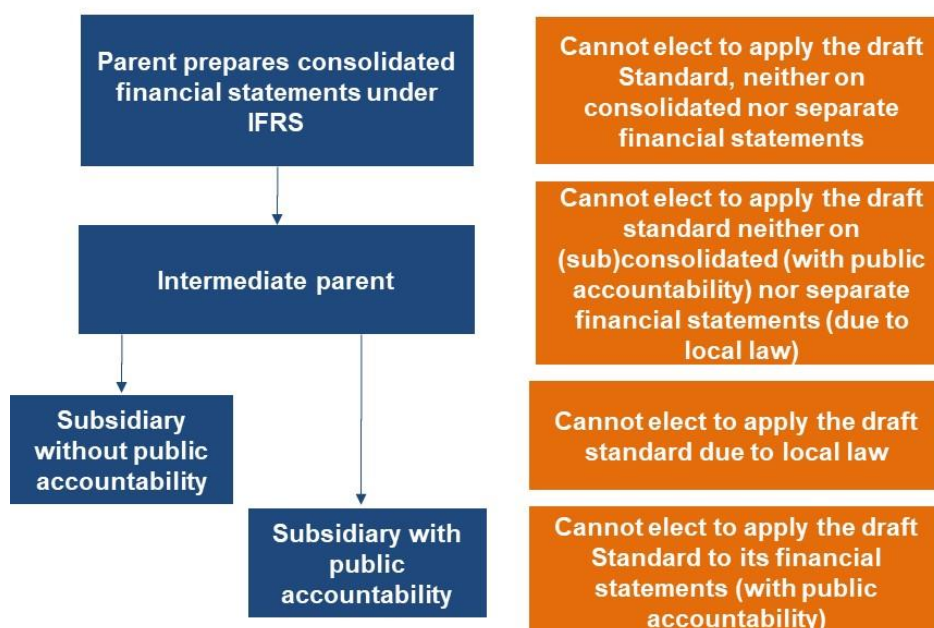 Parent prepares consolidated
financial statements under
IFRS
Cannot elect to apply the draft
Standard, neither on
consolidated nor separate
financial statements
Intermediate parent
Cannot elect to apply the draft
standard neither on
(sub)consolidated (with public
accountability) nor separate
financial statements (due to
local law)
Subsidiary
without public
accountability
Cannot elect to apply the draft
standard due to local law
Subsidiary with
public
accountability
Cannot elect to apply the draft
Standard to its financial
statements (with public
accountability)